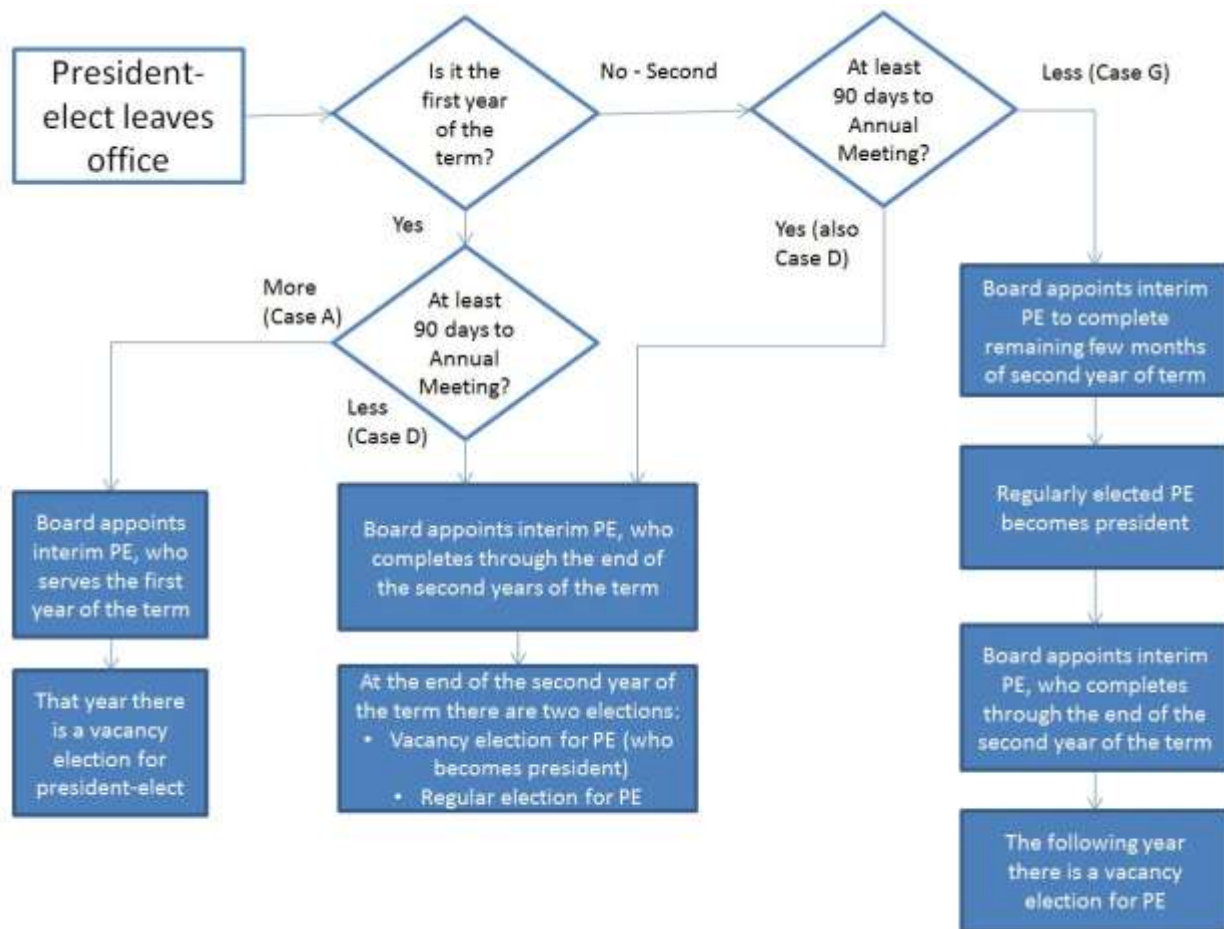 President-
elect leaves
office
Is it the
first year
of the
term?
No - Second
At least
90 days to
Annual
Meeting?
Less (Case G)
Yes
Yes (also
Case D)
More
(Case A)
At least
90 days to
Annual
Meeting?
Less
(Case D)
Board appoints interim
PE to complete
remaining few months
of second year of term
Regularly elected PE
becomes president
Board appoints
interim PE, who
serves the first
year of the term
Board appoints interim PE, who
completes through the end of
the second years of the term
Board appoints interim
PE, who completes
through the end of the
second year of the term
That year there
is a vacancy
election for
president-elect
At the end of the second year of
the term there are two elections:
• Vacancy election for PE (who
becomes president)
• Regular election for PE
The following year
there is a vacancy
election for PE